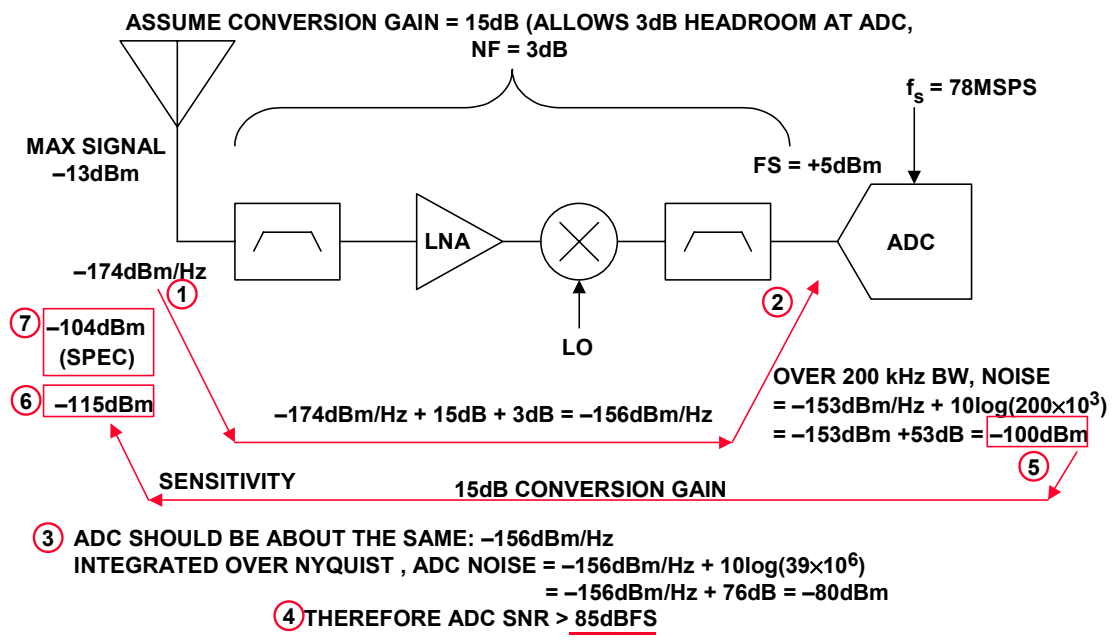 ASSUME CONVERSION GAIN = 15dB (ALLOWS 3dB HEADROOM AT ADC,
NF = 3dB
fs = 78MSPS
MAX SIGNAL
–13dBm
FS = +5dBm
LNA
ADC
–174dBm/Hz
1
2
LO
7
–104dBm
(SPEC)
6
–115dBm
–174dBm/Hz + 15dB + 3dB = –156dBm/Hz
OVER 200 kHz BW, NOISE
= –153dBm/Hz + 10log(200×10³)
= –153dBm +53dB = –100dBm
5
SENSITIVITY
15dB CONVERSION GAIN
3 ADC SHOULD BE ABOUT THE SAME: –156dBm/Hz
INTEGRATED OVER NYQUIST , ADC NOISE = –156dBm/Hz + 10log(39×10⁶)
= –156dBm/Hz + 76dB = –80dBm
4 THEREFORE ADC SNR > 85dBFS